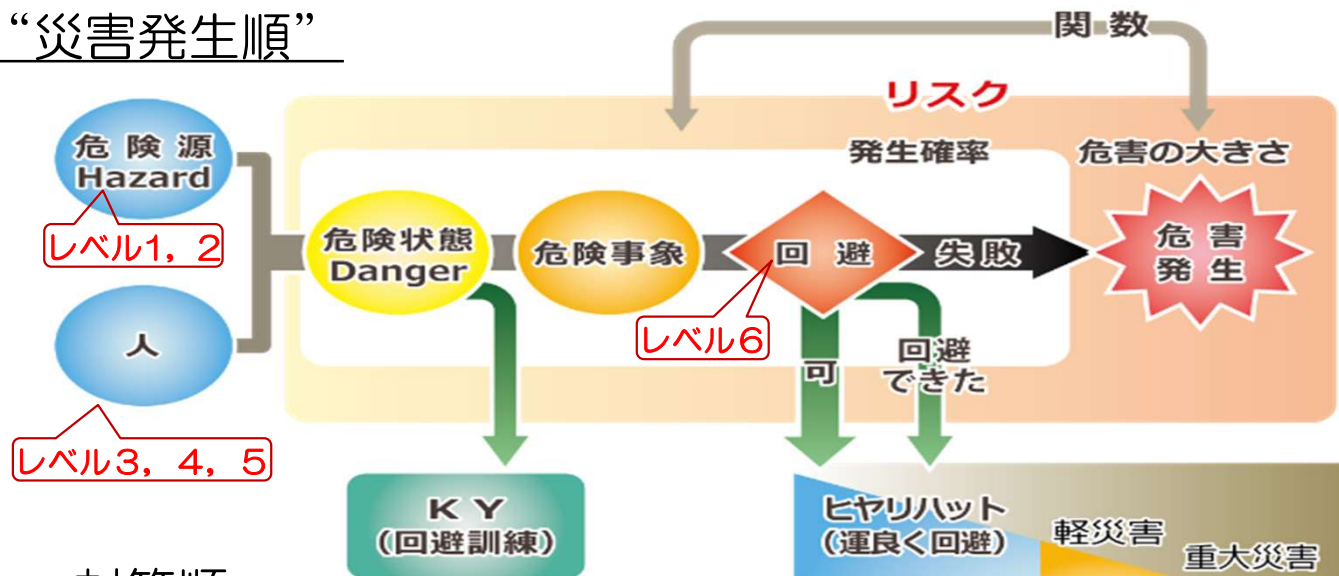 “災害発生順”
関数
リスク
発生確率
危害の大きさ
危険源
Hazard
レベル1，2
危険状態
Danger
危険事象
回避
失敗
危害
発生
レベル6
人
可
回避
できた
レベル3，4，5
KY
（回避訓練）
ヒヤリハット
（運良く回避）
軽災害
重大災害